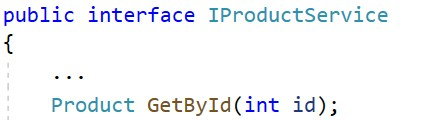 public interface IProductService
{
...
Product GetById(int id);